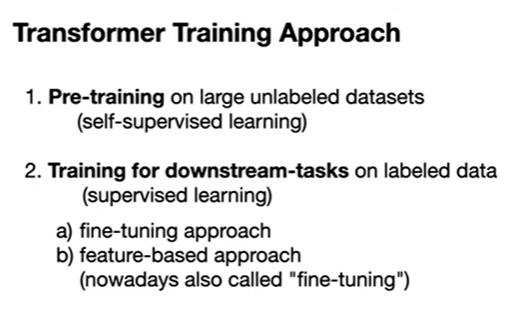 Transformer Training Approach
1. Pre-training on large unlabeled datasets
(self-supervised learning)
2. Training for downstream-tasks on labeled data
(supervised learning)
a) fine-tuning approach
b) feature-based approach
(nowadays also called "fine-tuning")